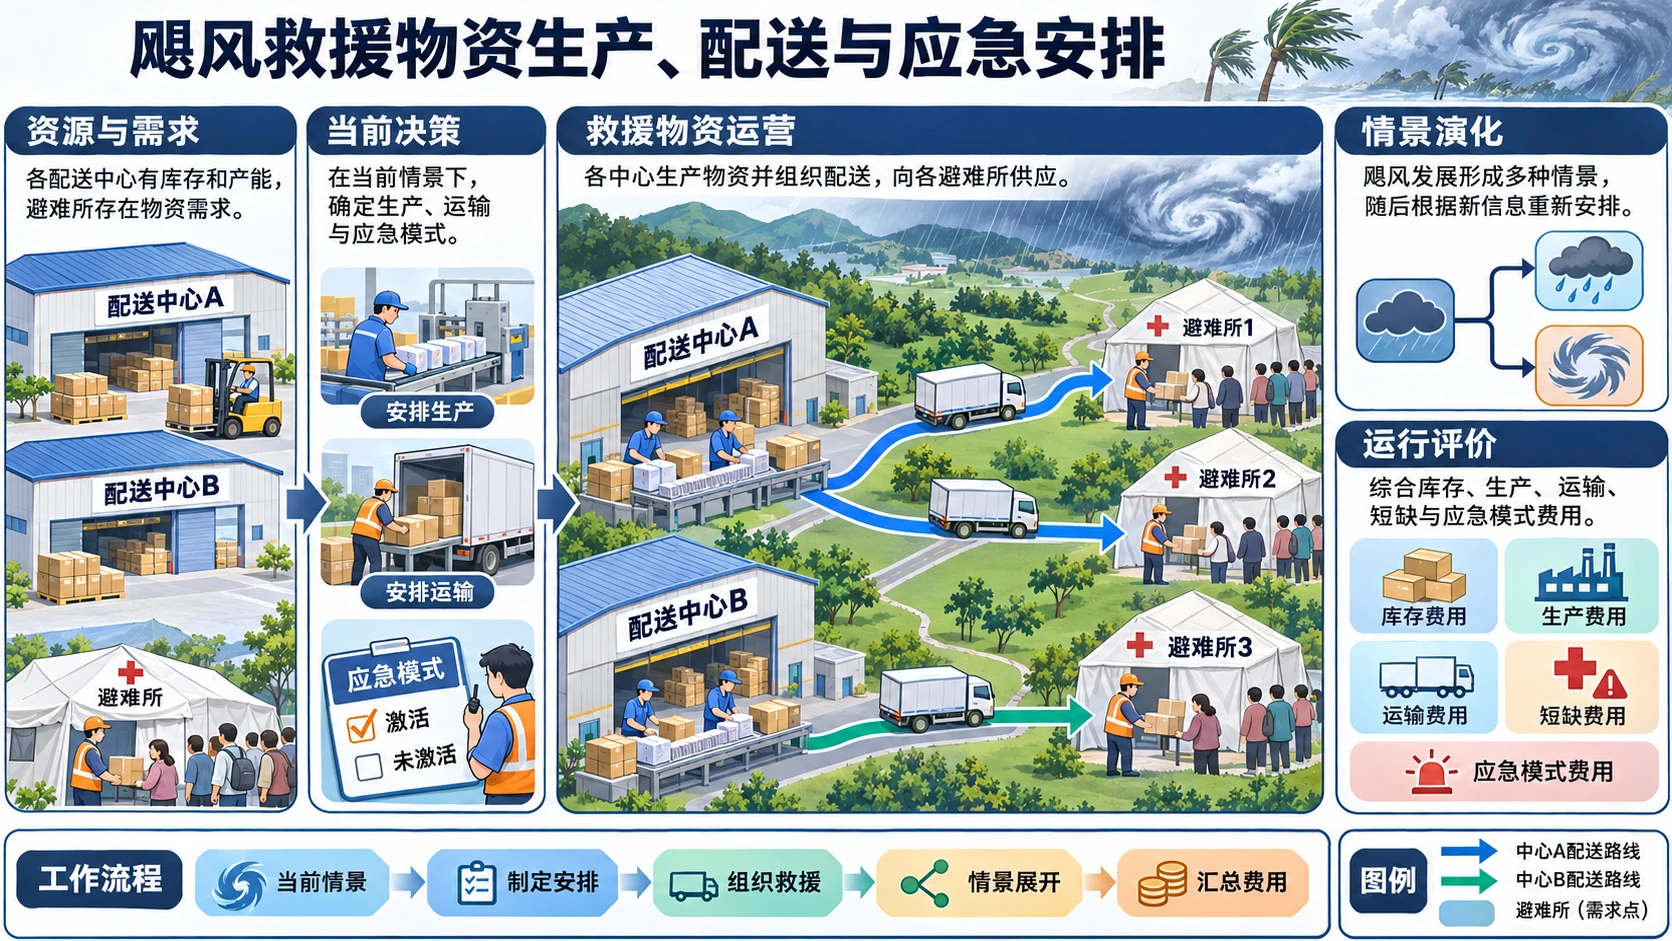 飓风救援物资生产、配送与应急安排
资源与需求
各配送中心有库存和产能，
避难所存在物资需求。
配送中心A
配送中心B
避难所
当前决策
在当前情景下，
确定生产、运输
与应急模式。
安排生产
安排运输
应急模式
激活
未激活
救援物资运营
各中心生产物资并组织配送，向各避难所供应。
配送中心A
配送中心B
避难所1
避难所2
避难所3
情景演化
飓风发展形成多种情景，
随后根据新信息重新安排。
运行评价
综合库存、生产、运输、
短缺与应急模式费用。
库存费用
生产费用
运输费用
短缺费用
应急模式费用
工作流程
当前情景
制定安排
组织救援
情景展开
汇总费用
图例
中心A配送路线
中心B配送路线
避难所（需求点）